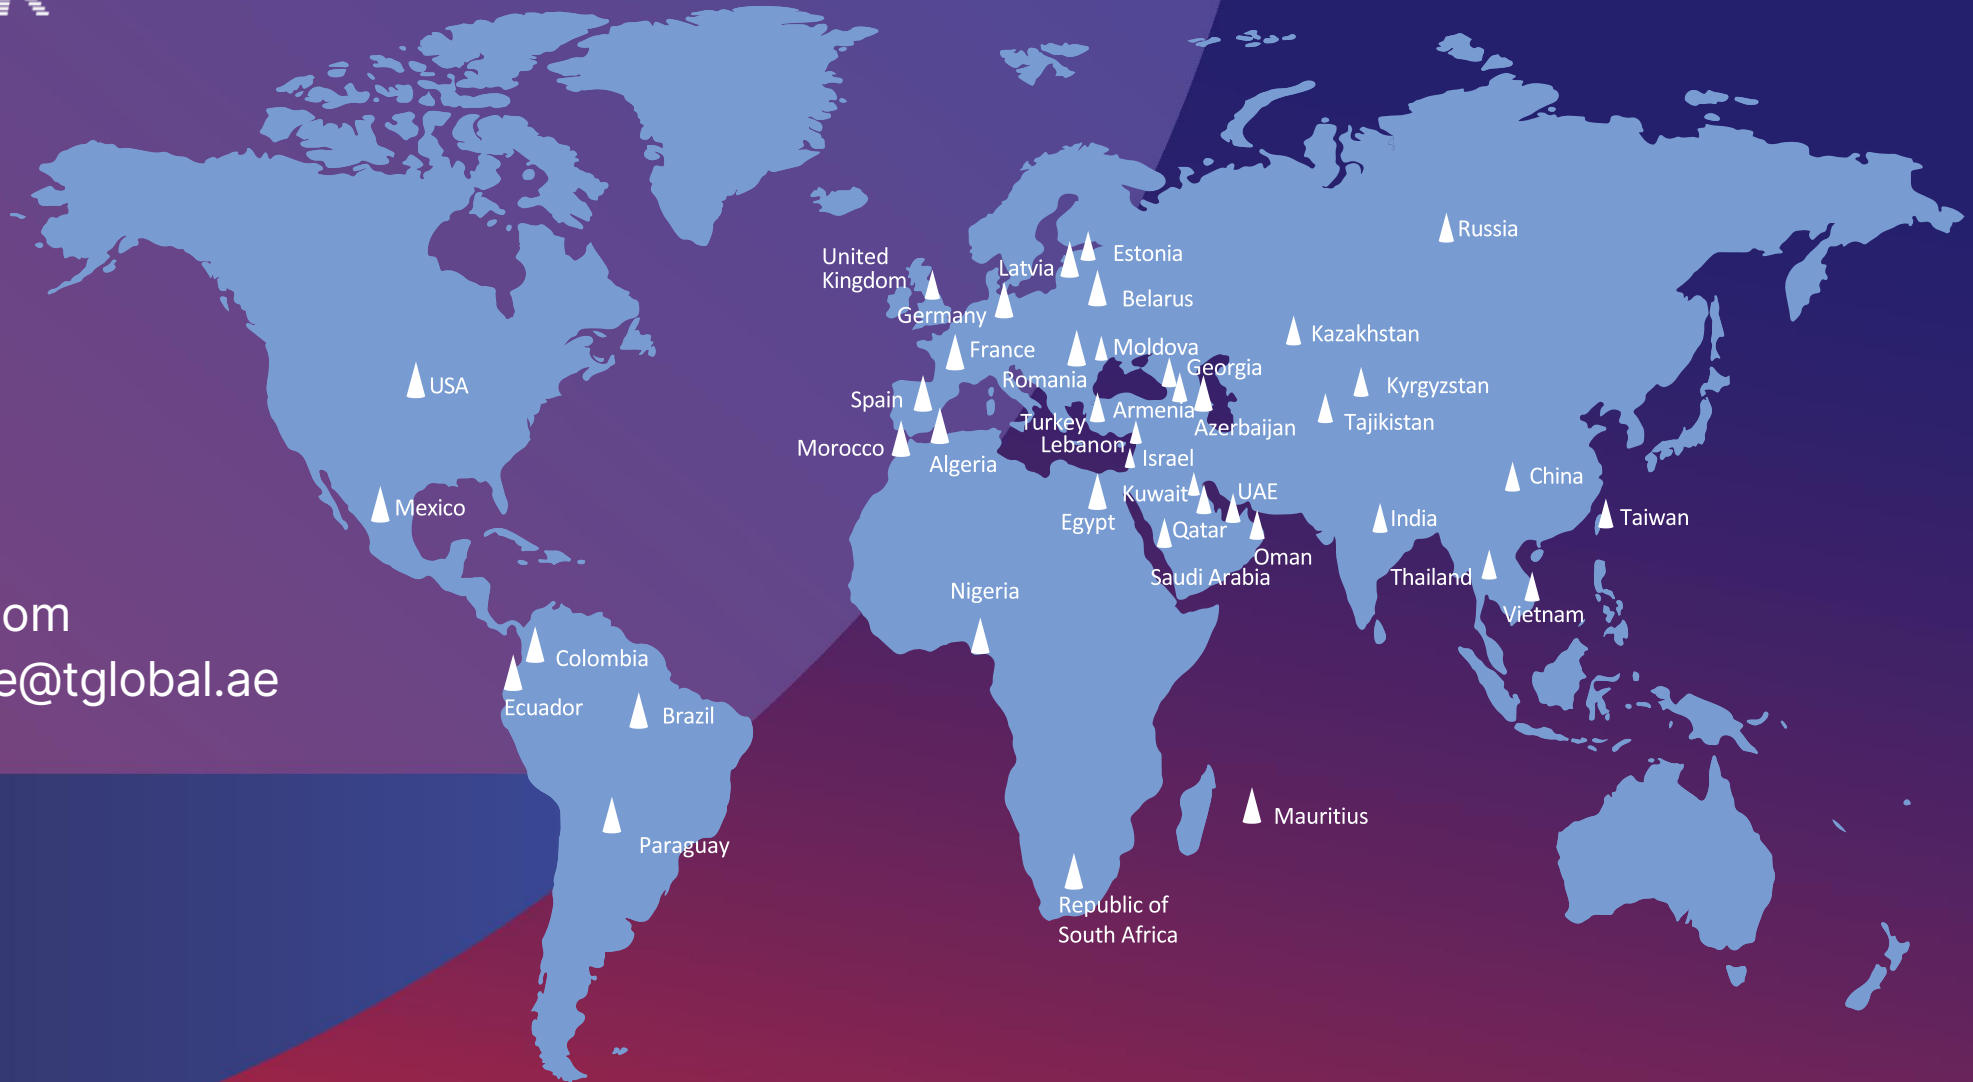 om
e@tglobal.ae
United
Kingdom
Latvia
Estonia
Belarus
Germany
France
Moldova
Romania
Georgia
Spain
Armenia
Turkey
Azerbaijan
Lebanon
Morocco
Algeria
Israel
Kuwait
UAE
Egypt
Qatar
Oman
Saudi Arabia
Russia
Kazakhstan
Kyrgyzstan
Tajikistan
China
India
Taiwan
Thailand
Vietnam
USA
Mexico
Nigeria
Colombia
Ecuador
Brazil
Paraguay
Mauritius
Republic of
South Africa